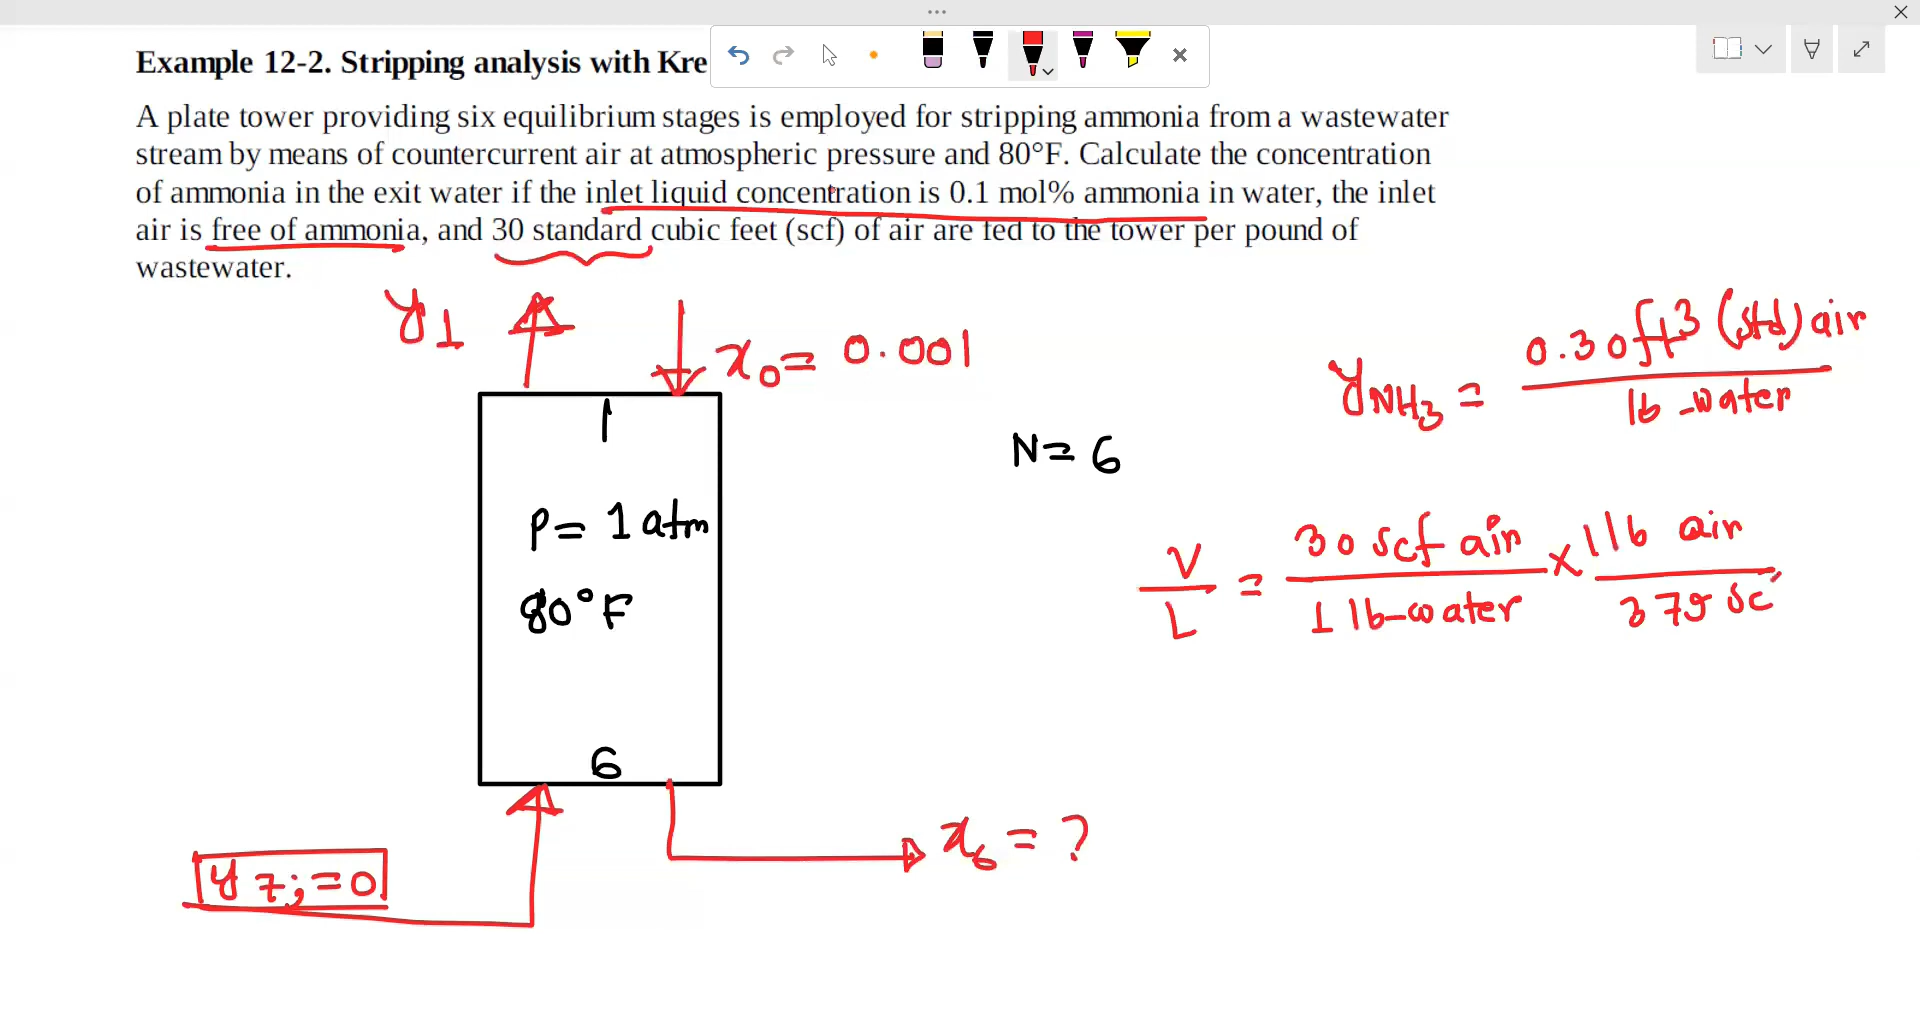 Example 12-2. Stripping analysis with Kre
A plate tower providing six equilibrium stages is employed for stripping ammonia from a wastewater
stream by means of countercurrent air at atmospheric pressure and 80°F. Calculate the concentration
of ammonia in the exit water if the inlet liquid concentration is 0.1 mol% ammonia in water, the inlet
air is free of ammonia, and 30 standard cubic feet (scf) of air are fed to the tower per pound of
wastewater.
y1
x0 = 0.001
yNH3 = 0.30 ft3 (std) air
lb-water
1
N = 6
P = 1 atm
80°F
V/L = 30 scf air / 1 lb-water × 1 lb air / 379 sc
6
x6 = ?
y7; = 0